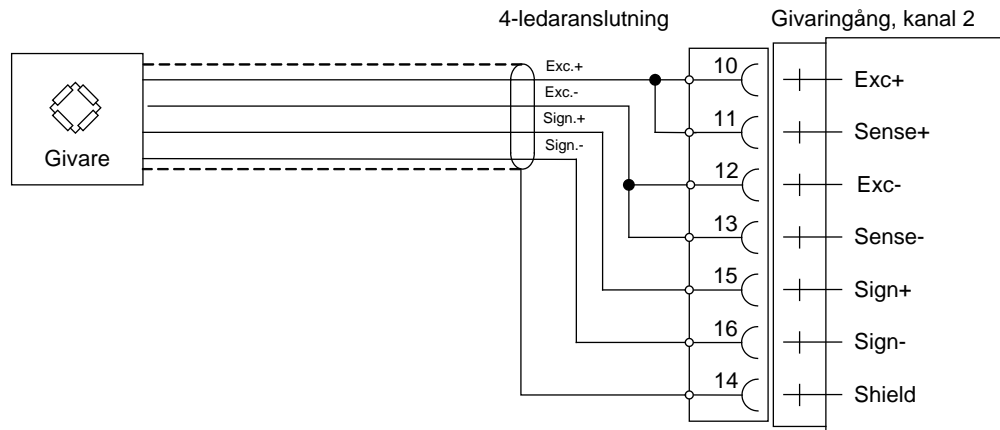 4-ledaranslutning
Givaringång, kanal 2
Givare
Exc.+
Exc.-
Sign.+
Sign.-
10 Exc+
11 Sense+
12 Exc-
13 Sense-
15 Sign+
16 Sign-
14 Shield